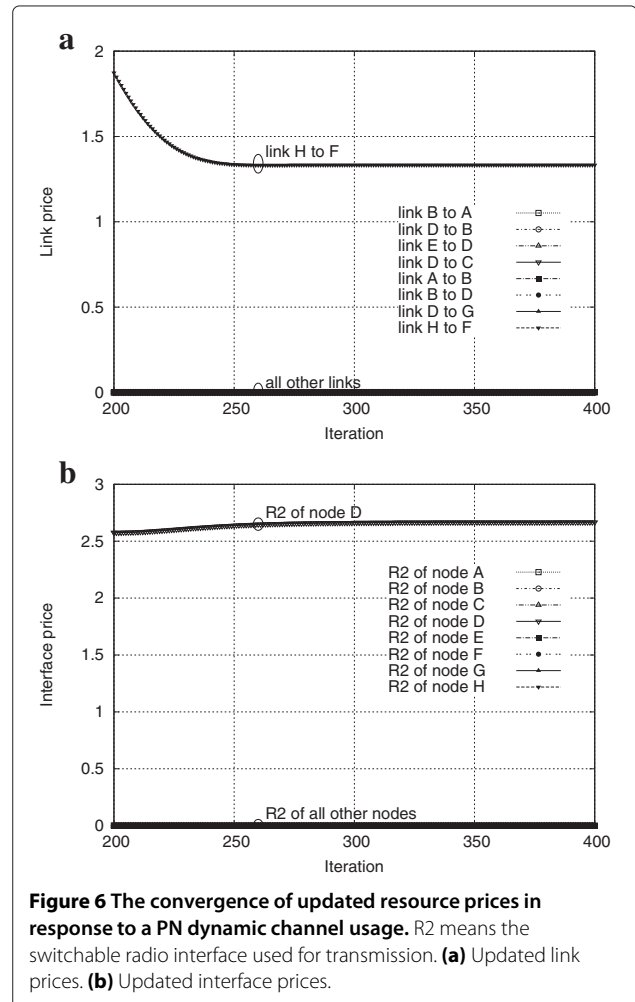 a
2
1.5
1
0.5
0
Link price
link H to F
link B to A
link D to B
link E to D
link D to C
link A to B
link B to D
link D to G
link H to F
all other links
200 250 300 350 400
Iteration
b
3
2.5
2
1.5
1
0.5
0
Interface price
R2 of node D
R2 of node A
R2 of node B
R2 of node C
R2 of node D
R2 of node E
R2 of node F
R2 of node G
R2 of node H
R2 of all other nodes
200 250 300 350 400
Iteration
Figure 6 The convergence of updated resource prices in
response to a PN dynamic channel usage. R2 means the
switchable radio interface used for transmission. (a) Updated link
prices. (b) Updated interface prices.